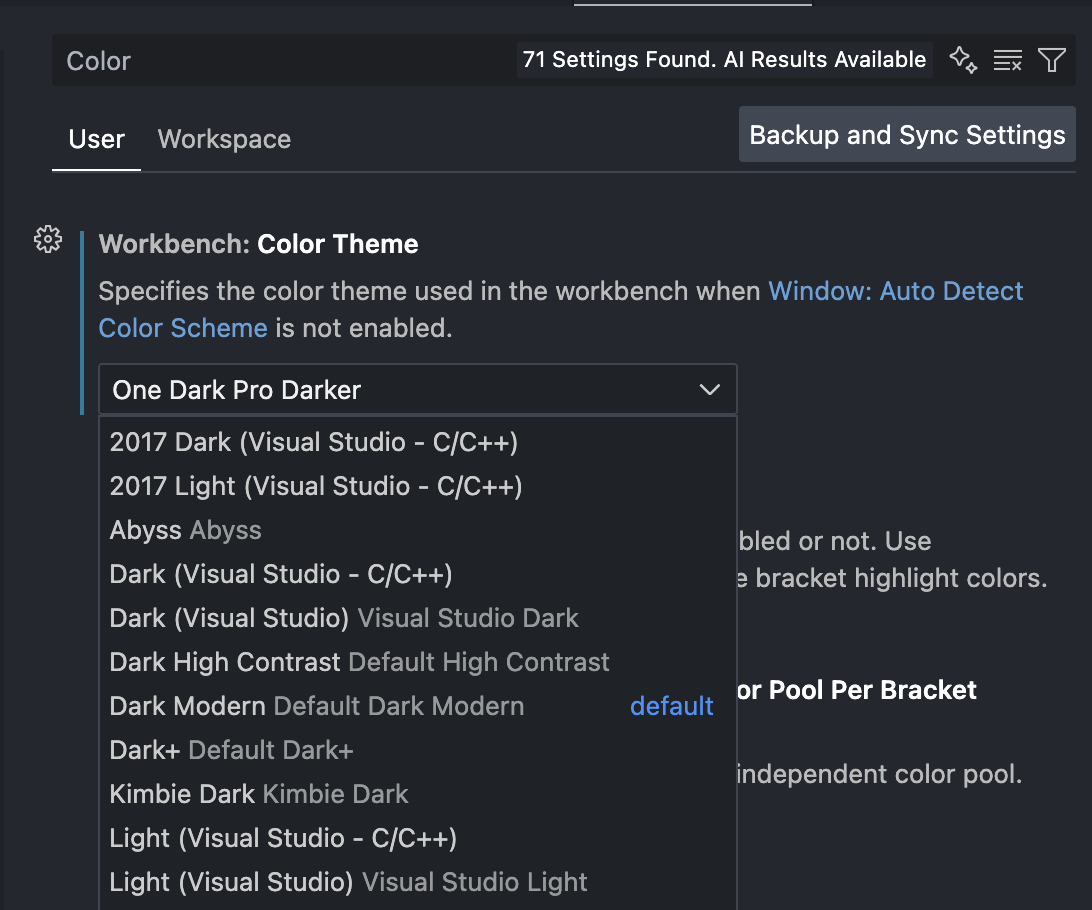 Color
71 Settings Found. AI Results Available
User
Workspace
Backup and Sync Settings
Workbench: Color Theme
Specifies the color theme used in the workbench when Window: Auto Detect
Color Scheme is not enabled.
One Dark Pro Darker
2017 Dark (Visual Studio - C/C++)
2017 Light (Visual Studio - C/C++)
Abyss Abyss
bled or not. Use
Dark (Visual Studio - C/C++)
e bracket highlight colors.
Dark (Visual Studio) Visual Studio Dark
Dark High Contrast Default High Contrast
or Pool Per Bracket
Dark Modern Default Dark Modern default
Dark+ Default Dark+
independent color pool.
Kimbie Dark Kimbie Dark
Light (Visual Studio - C/C++)
Light (Visual Studio) Visual Studio Light